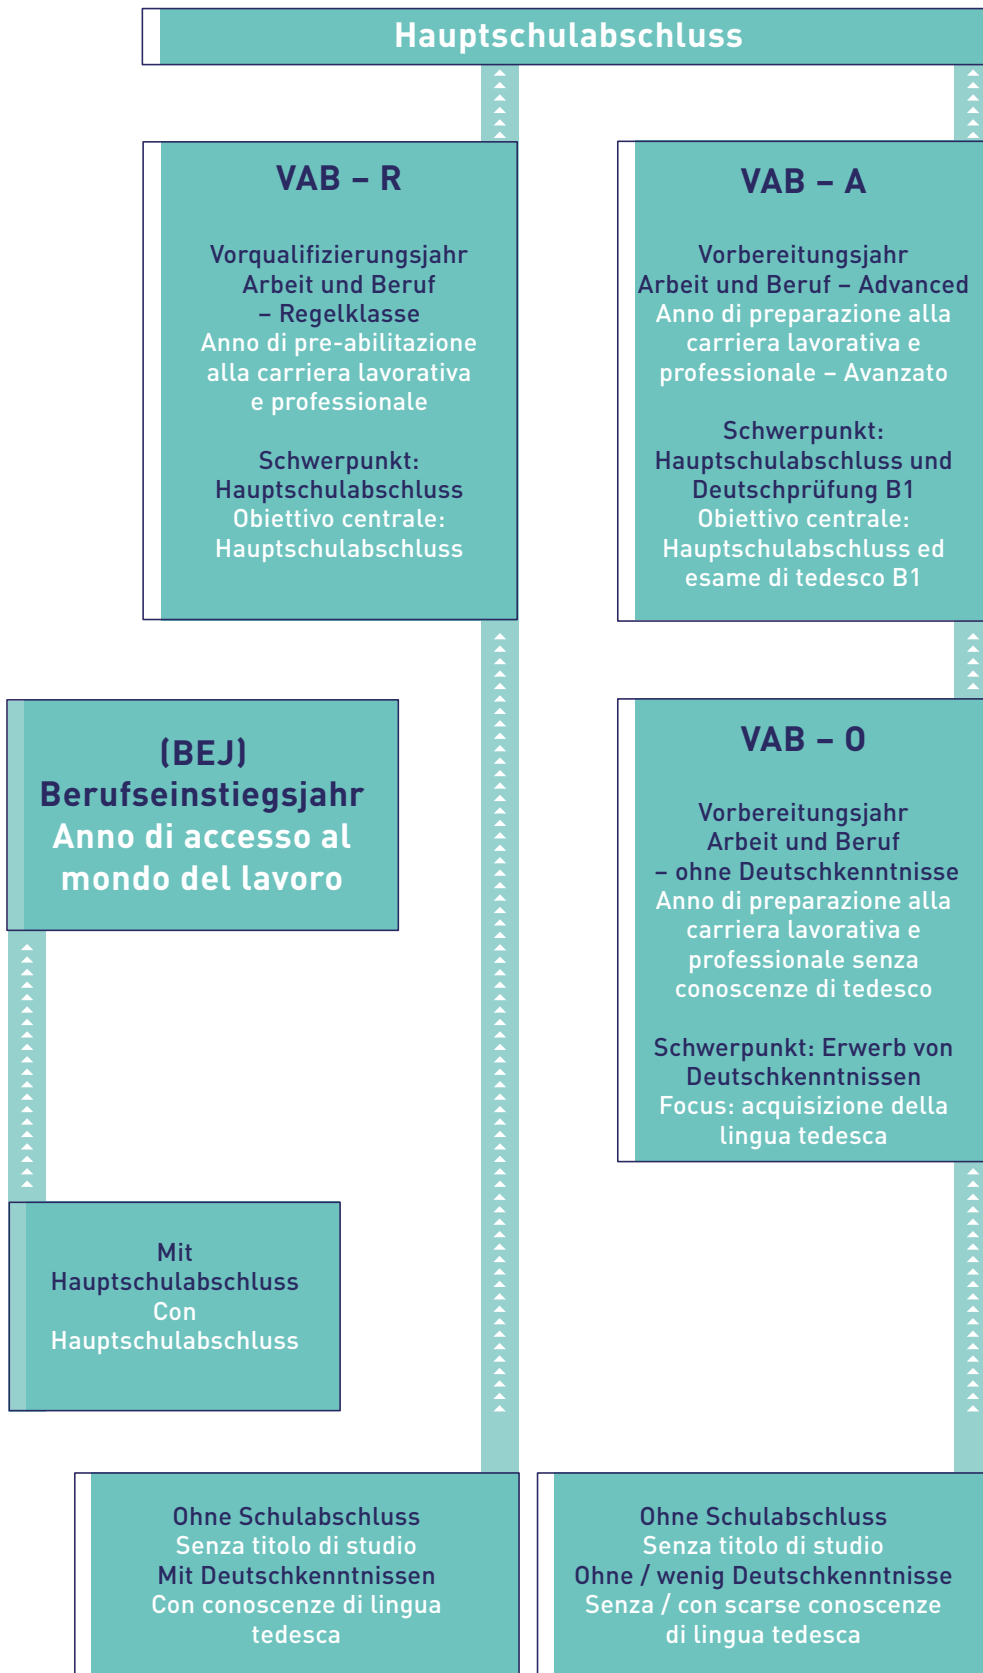 Hauptschulabschluss
VAB – R
Vorqualifizierungsjahr
Arbeit und Beruf
– Regelklasse
Anno di pre-abilitazione
alla carriera lavorativa
e professionale
Schwerpunkt:
Hauptschulabschluss
Obiettivo centrale:
Hauptschulabschluss
VAB – A
Vorbereitungsjahr
Arbeit und Beruf – Advanced
Anno di preparazione alla
carriera lavorativa e
professionale – Avanzato
Schwerpunkt:
Hauptschulabschluss und
Deutschprüfung B1
Obiettivo centrale:
Hauptschulabschluss ed
esame di tedesco B1
(BEJ)
Berufseinstiegsjahr
Anno di accesso al
mondo del lavoro
VAB – O
Vorbereitungsjahr
Arbeit und Beruf
– ohne Deutschkenntnisse
Anno di preparazione alla
carriera lavorativa e
professionale senza
conoscenze di tedesco
Schwerpunkt: Erwerb von
Deutschkenntnissen
Focus: acquisizione della
lingua tedesca
Mit
Hauptschulabschluss
Con
Hauptschulabschluss
Ohne Schulabschluss
Senza titolo di studio
Mit Deutschkenntnissen
Con conoscenze di lingua
tedesca
Ohne Schulabschluss
Senza titolo di studio
Ohne / wenig Deutschkenntnisse
Senza / con scarse conoscenze
di lingua tedesca